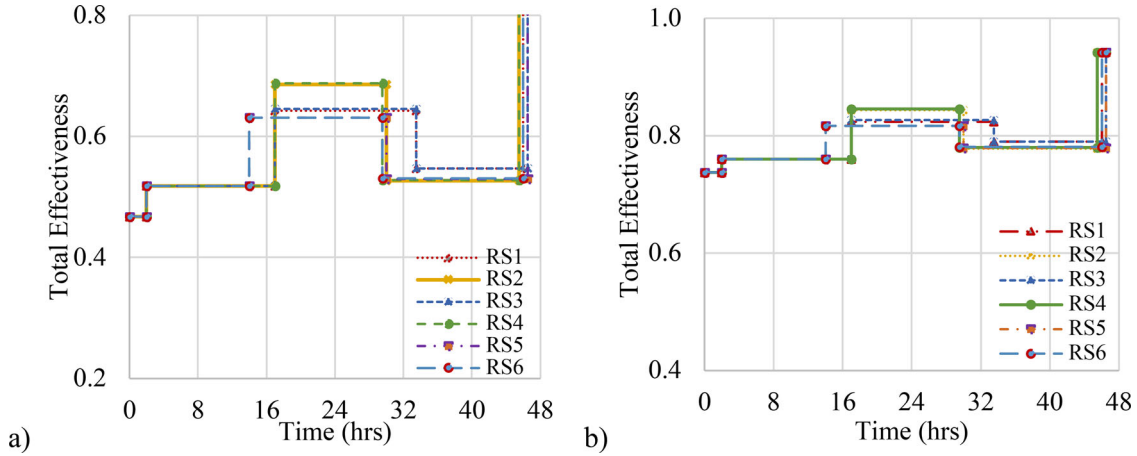 0.8
0.6
0.4
0.2
Total Effectiveness
0 8 16 24 32 40 48
Time (hrs)
RS1
RS2
RS3
RS4
RS5
RS6
a)
1.0
0.8
0.6
0.4
Total Effectiveness
0 8 16 24 32 40 48
Time (hrs)
RS1
RS2
RS3
RS4
RS5
RS6
b)